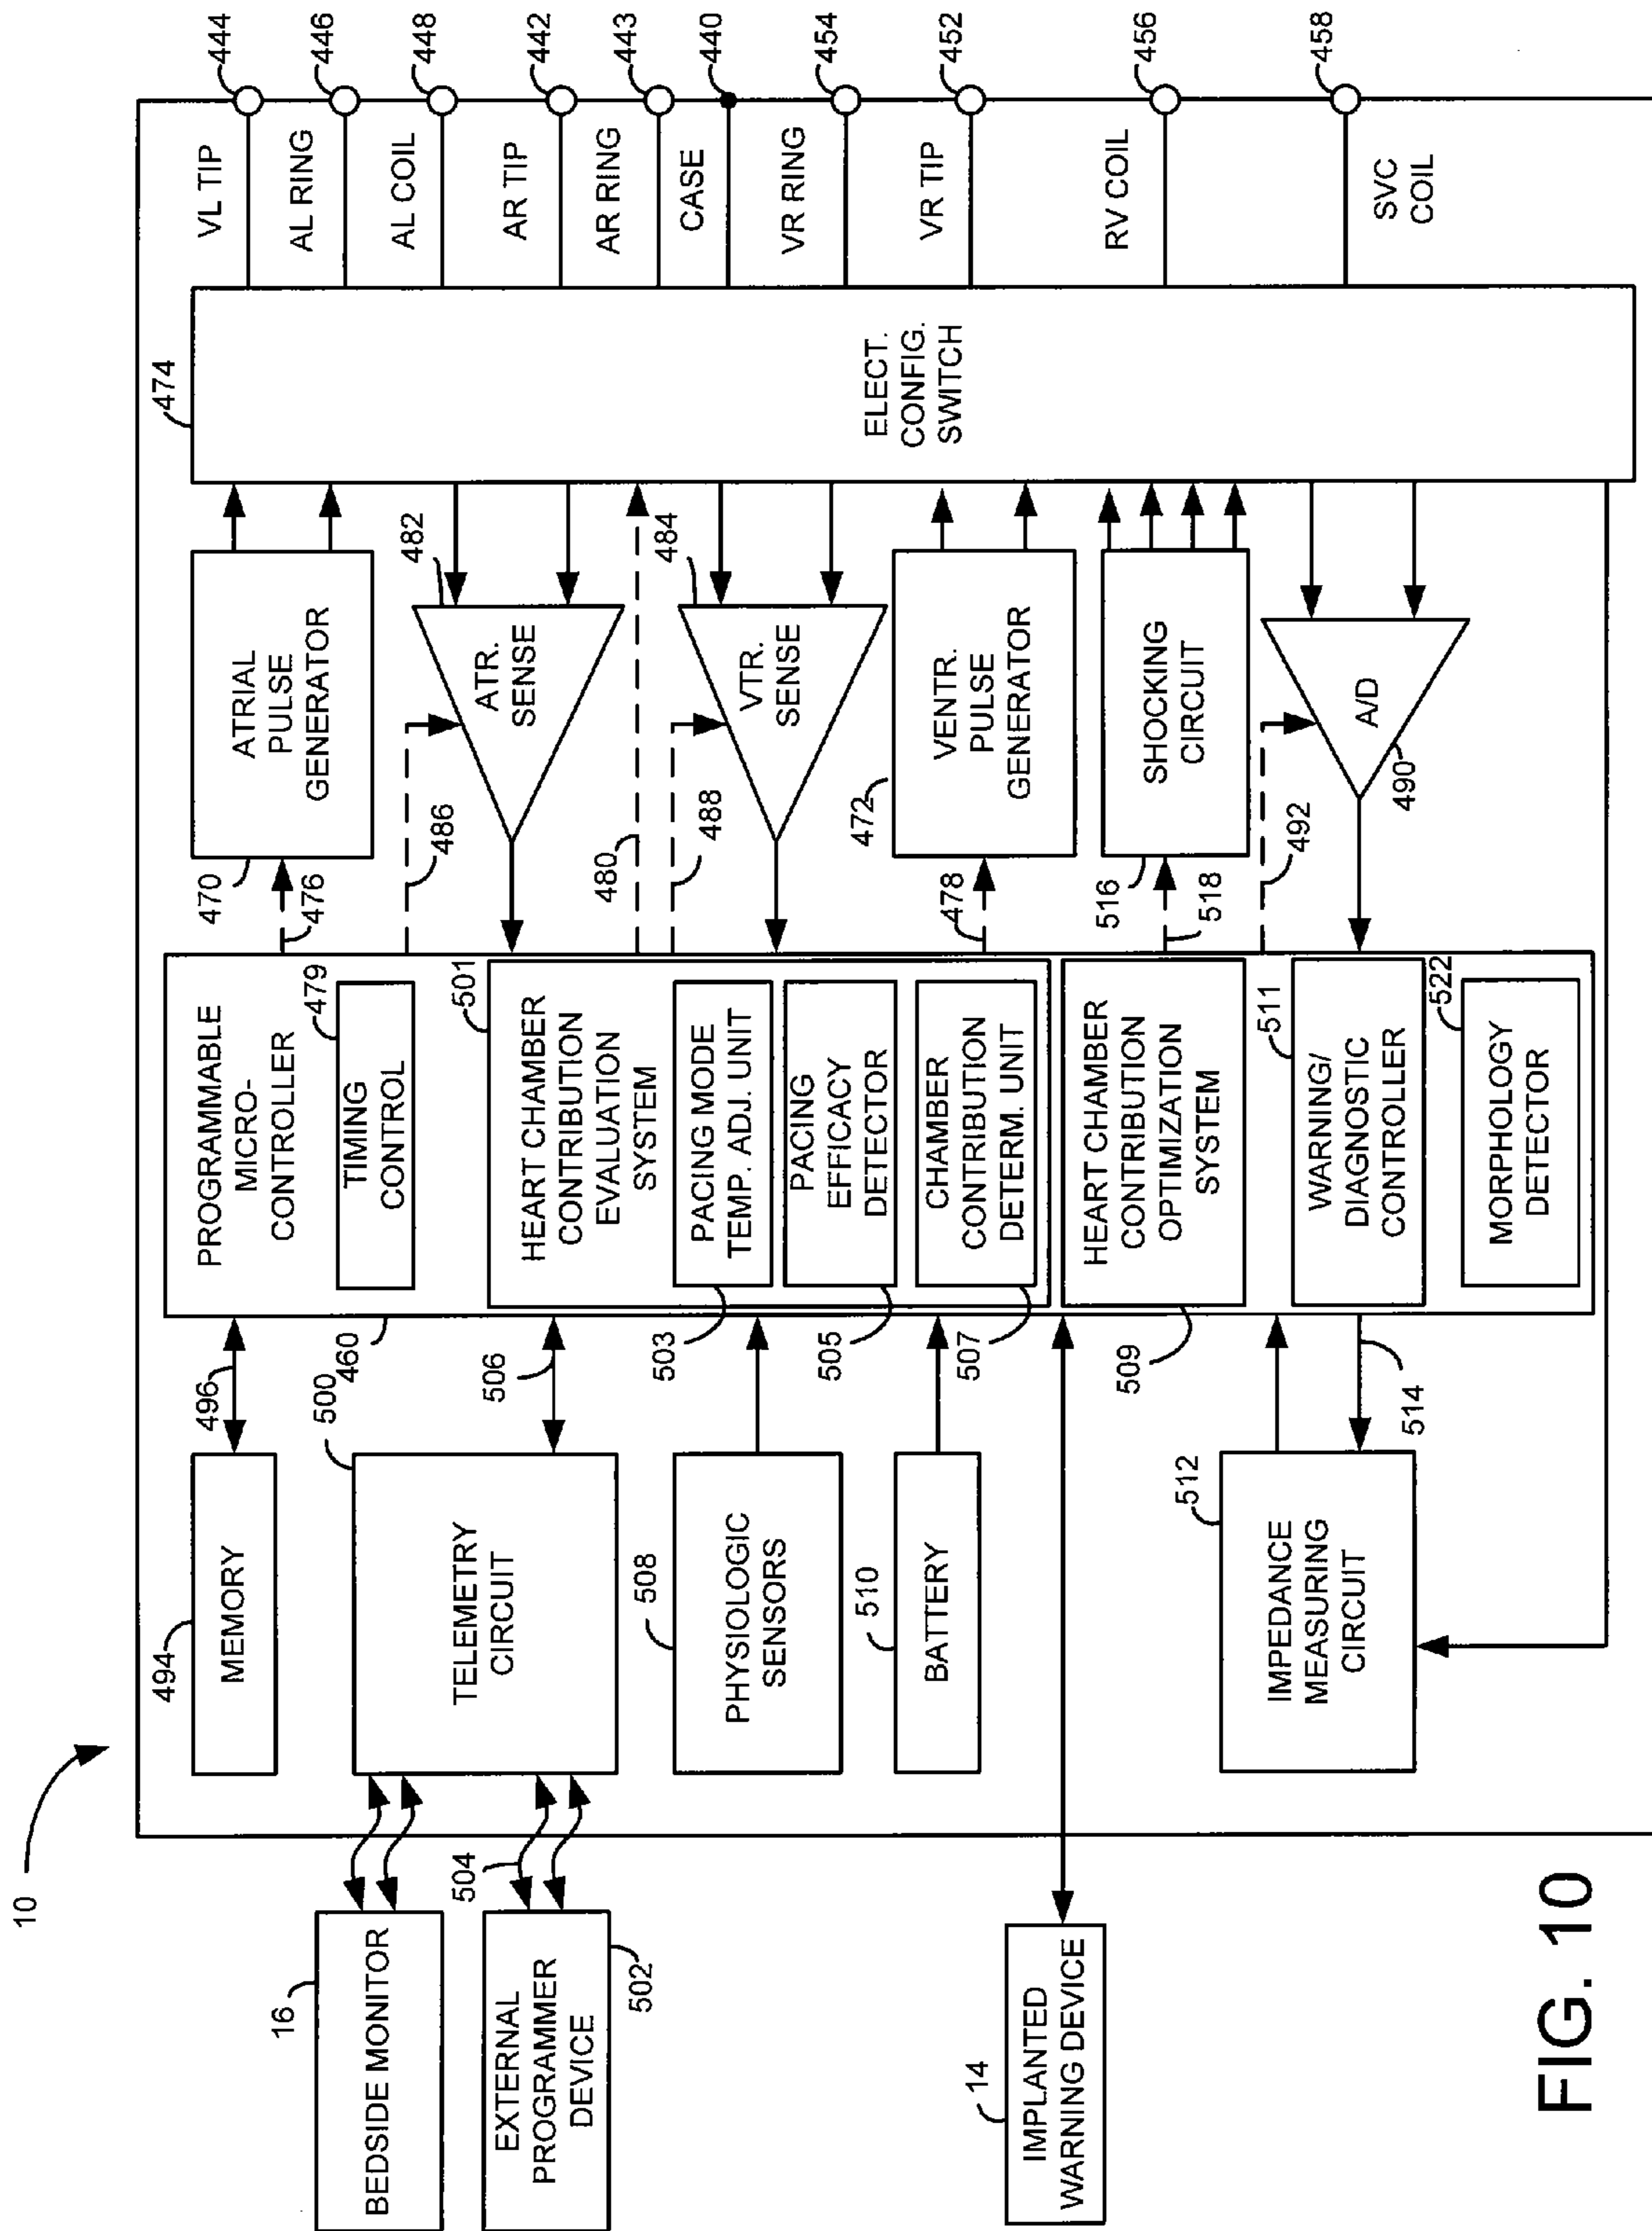 10
16
BEDSIDE MONITOR
EXTERNAL
PROGRAMMER
DEVICE
502
504
14
IMPLANTED
WARNING DEVICE
494
MEMORY
496
500
TELEMETRY
CIRCUIT
506
508
PHYSIOLOGIC
SENSORS
510
BATTERY
512
IMPEDANCE
MEASURING
CIRCUIT
514
460
PROGRAMMABLE
MICRO-
CONTROLLER
479
TIMING
CONTROL
501
HEART CHAMBER
CONTRIBUTION
EVALUATION
SYSTEM
503
PACING MODE
TEMP. ADJ. UNIT
505
PACING
EFFICACY
DETECTOR
507
CHAMBER
CONTRIBUTION
DETERM. UNIT
509
HEART CHAMBER
CONTRIBUTION
OPTIMIZATION
SYSTEM
511
WARNING/
DIAGNOSTIC
CONTROLLER
522
MORPHOLOGY
DETECTOR
470
476
ATRIAL
PULSE
GENERATOR
486
482
ATR.
SENSE
480
488
484
VTR.
SENSE
472
478
VENTR.
PULSE
GENERATOR
516
518
SHOCKING
CIRCUIT
492
A/D
490
474
ELECT.
CONFIG.
SWITCH
VL TIP
444
AL RING
446
AL COIL
448
AR TIP
442
AR RING
443
CASE
440
VR RING
454
VR TIP
452
RV COIL
456
SVC
COIL
458
FIG. 10